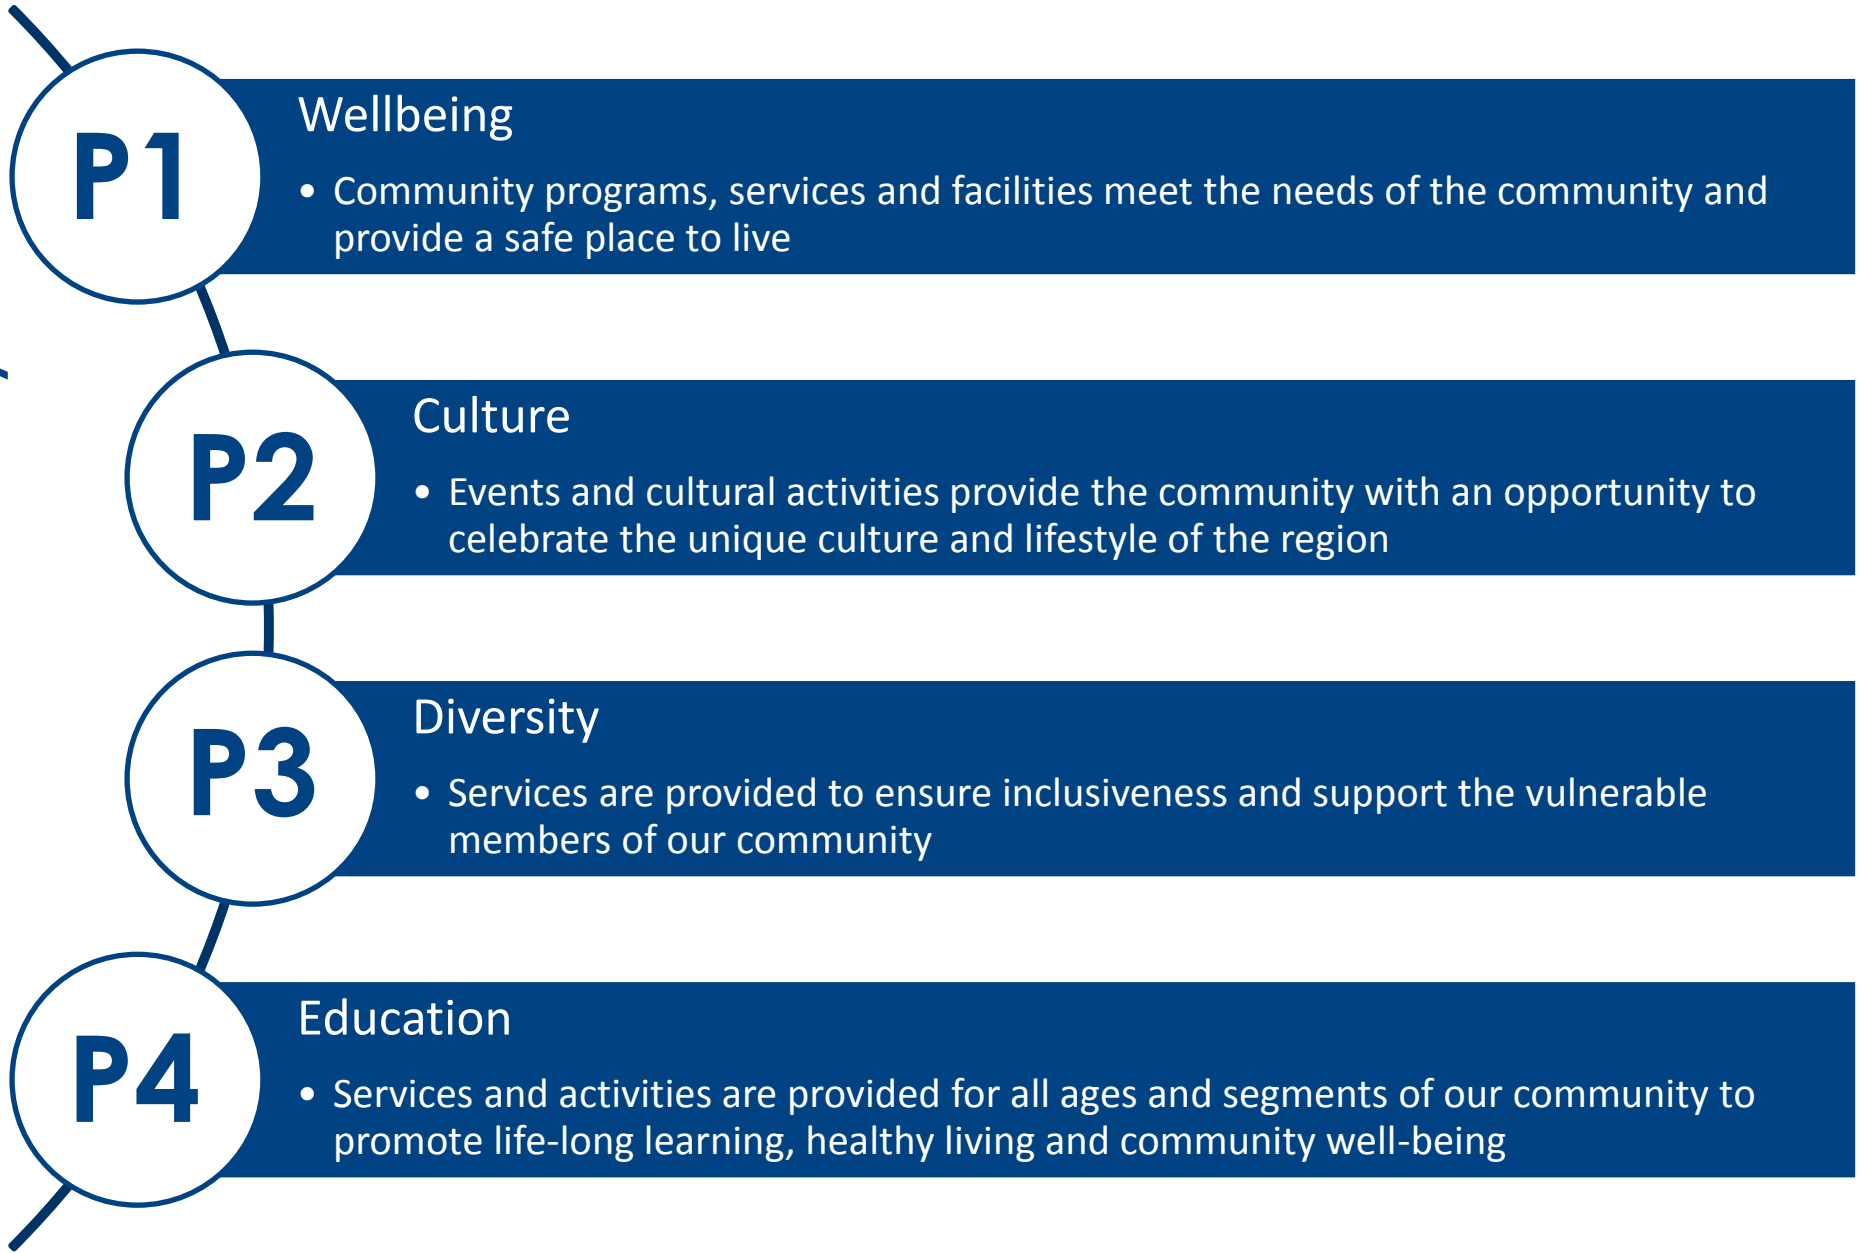 P1
Wellbeing
• Community programs, services and facilities meet the needs of the community and
provide a safe place to live
P2
Culture
• Events and cultural activities provide the community with an opportunity to
celebrate the unique culture and lifestyle of the region
P3
Diversity
• Services are provided to ensure inclusiveness and support the vulnerable
members of our community
P4
Education
• Services and activities are provided for all ages and segments of our community to
promote life-long learning, healthy living and community well-being